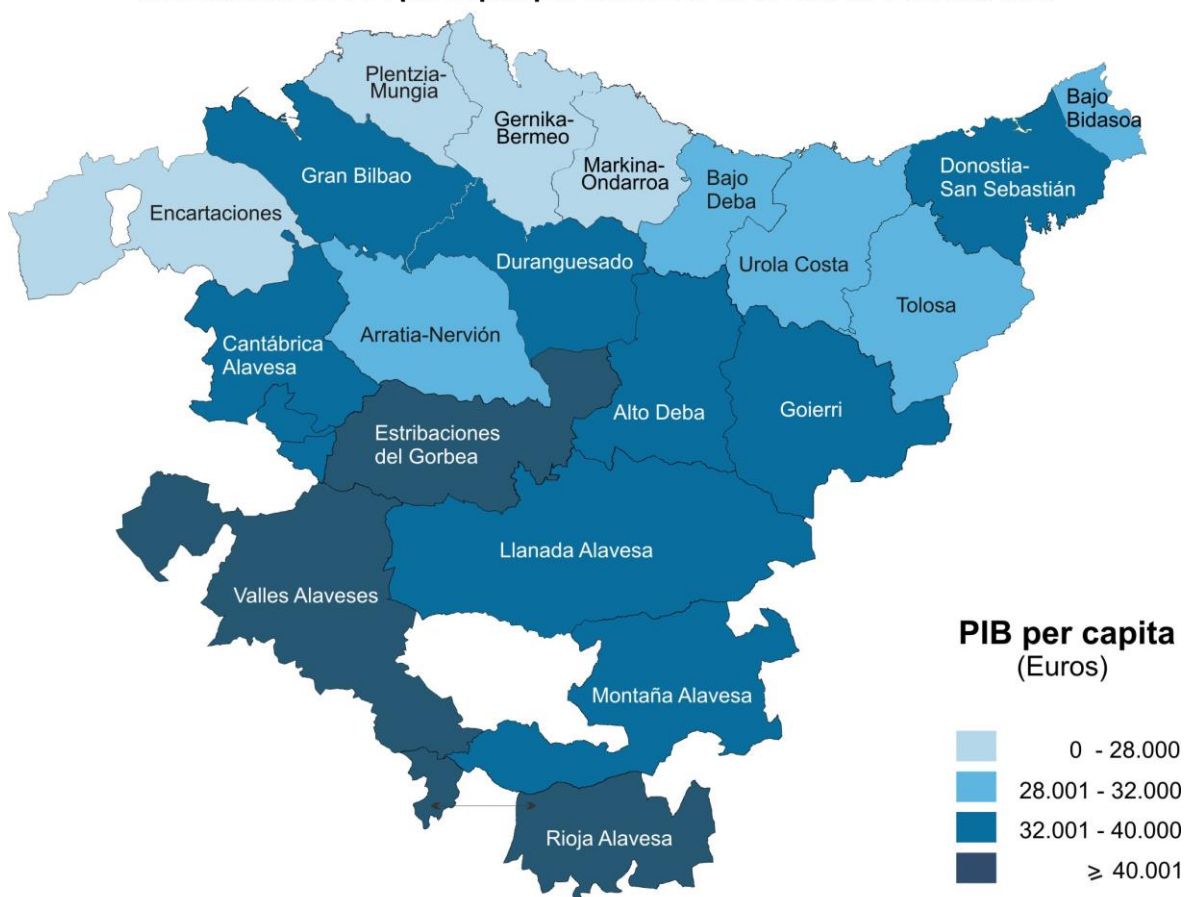 Plentzia-
Mungia
Gernika-
Bermeo
Markina-
Ondarroa
Bajo
Bidasoa
Gran Bilbao
Bajo
Deba
Donostia-
San Sebastián
Encartaciones
Duranguesado
Urola Costa
Tolosa
Cantábrica
Alavesa
Arratia-Nervión
Alto Deba
Goierri
Estribaciones
del Gorbea
Llanada Alavesa
Valles Alaveses
Montaña Alavesa
Rioja Alavesa
PIB per capita
(Euros)
0 - 28.000
28.001 - 32.000
32.001 - 40.000
⩾ 40.001